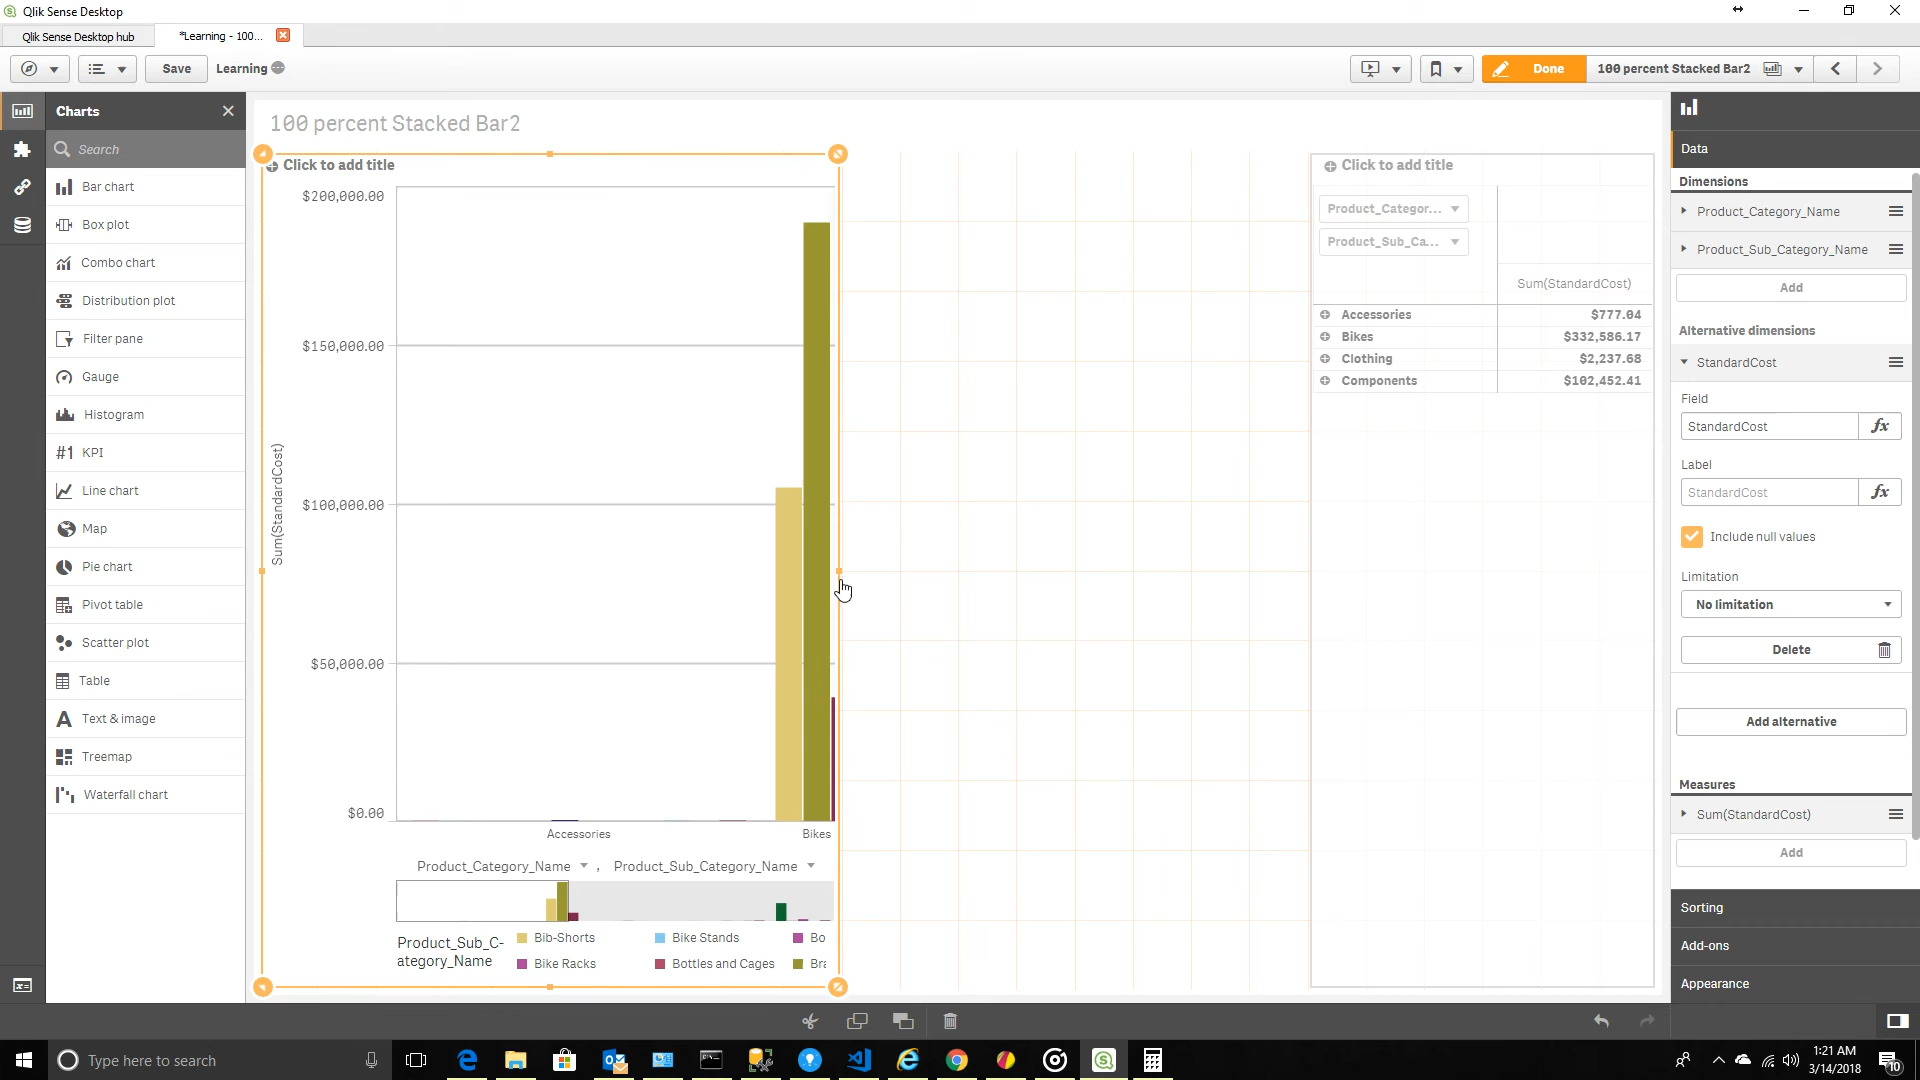 Qlik Sense Desktop
Qlik Sense Desktop hub
*Learning - 100...
Save
Learning
Done
100 percent Stacked Bar2
Charts
Search
Bar chart
Box plot
Combo chart
Distribution plot
Filter pane
Gauge
Histogram
#1 KPI
Line chart
Map
Pie chart
Pivot table
Scatter plot
Table
A Text & image
Treemap
Waterfall chart
100 percent Stacked Bar2
Click to add title
$200,000.00
$150,000.00
$100,000.00
$50,000.00
$0.00
Sum(StandardCost)
Accessories
Bikes
Product_Category_Name , Product_Sub_Category_Name
Product_Sub_C-
ategory_Name
Bib-Shorts
Bike Stands
Bo
Bike Racks
Bottles and Cages
Bra
Click to add title
Product_Categor...
Product_Sub_Ca...
Sum(StandardCost)
Accessories $777.04
Bikes $332,586.17
Clothing $2,237.68
Components $102,452.41
Data
Dimensions
Product_Category_Name
Product_Sub_Category_Name
Add
Alternative dimensions
StandardCost
Field
StandardCost
fx
Label
StandardCost
fx
Include null values
Limitation
No limitation
Delete
Add alternative
Measures
Sum(StandardCost)
Add
Sorting
Add-ons
Appearance
Type here to search
1:21 AM
3/14/2018
10